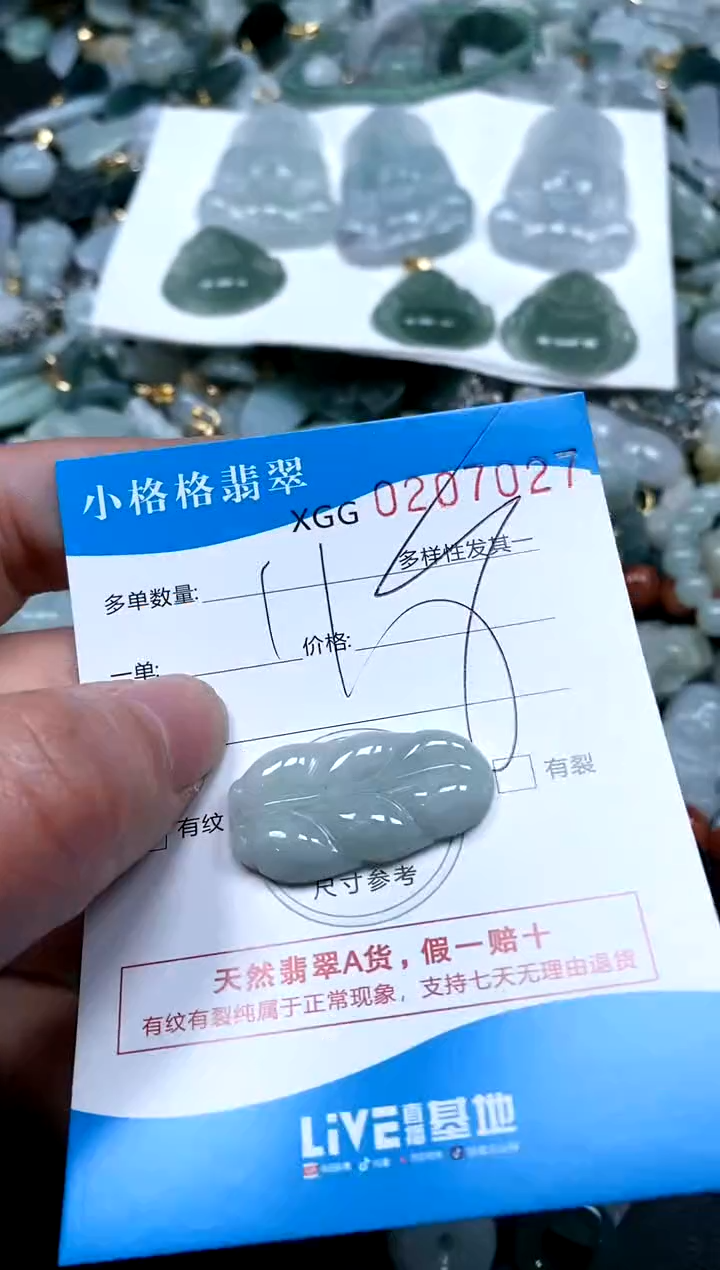 小格格翡翠
XGG 0207027
多样性发其一
多单数量:
一单: 价格:
有纹 有裂
尺寸参考
天然翡翠A货，假一赔十
有纹有裂纯属于正常现象，支持七天无理由退货
LiVE直播基地